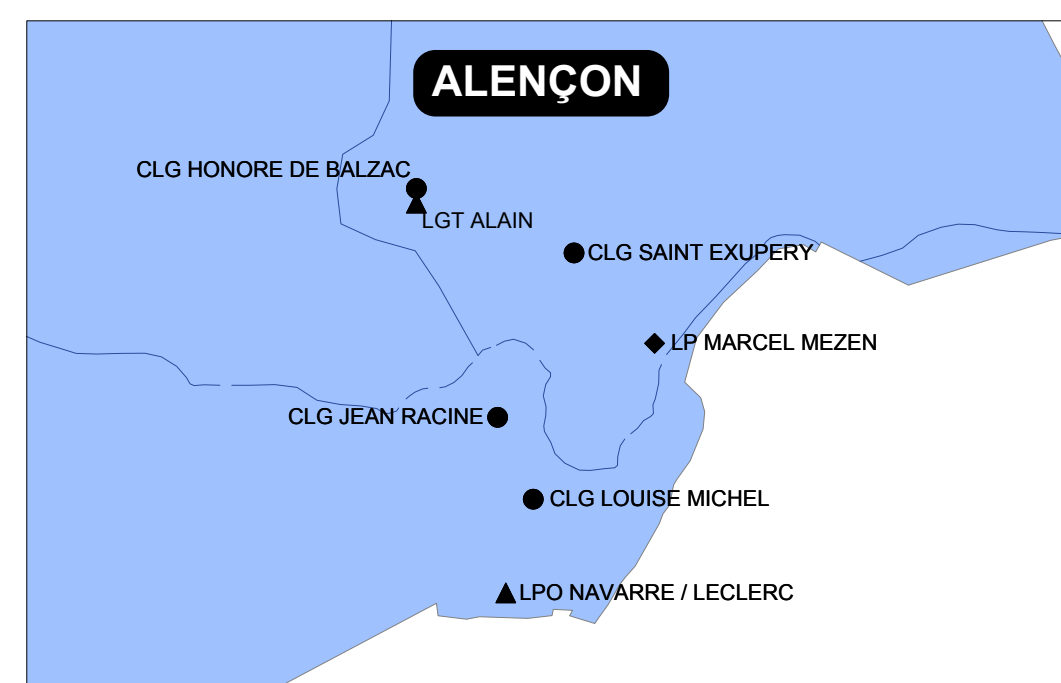 ALENÇON
CLG HONORE DE BALZAC
LGT ALAIN
CLG SAINT EXUPERY
LP MARCEL MEZEN
CLG JEAN RACINE
CLG LOUISE MICHEL
LPO NAVARRE / LECLERC